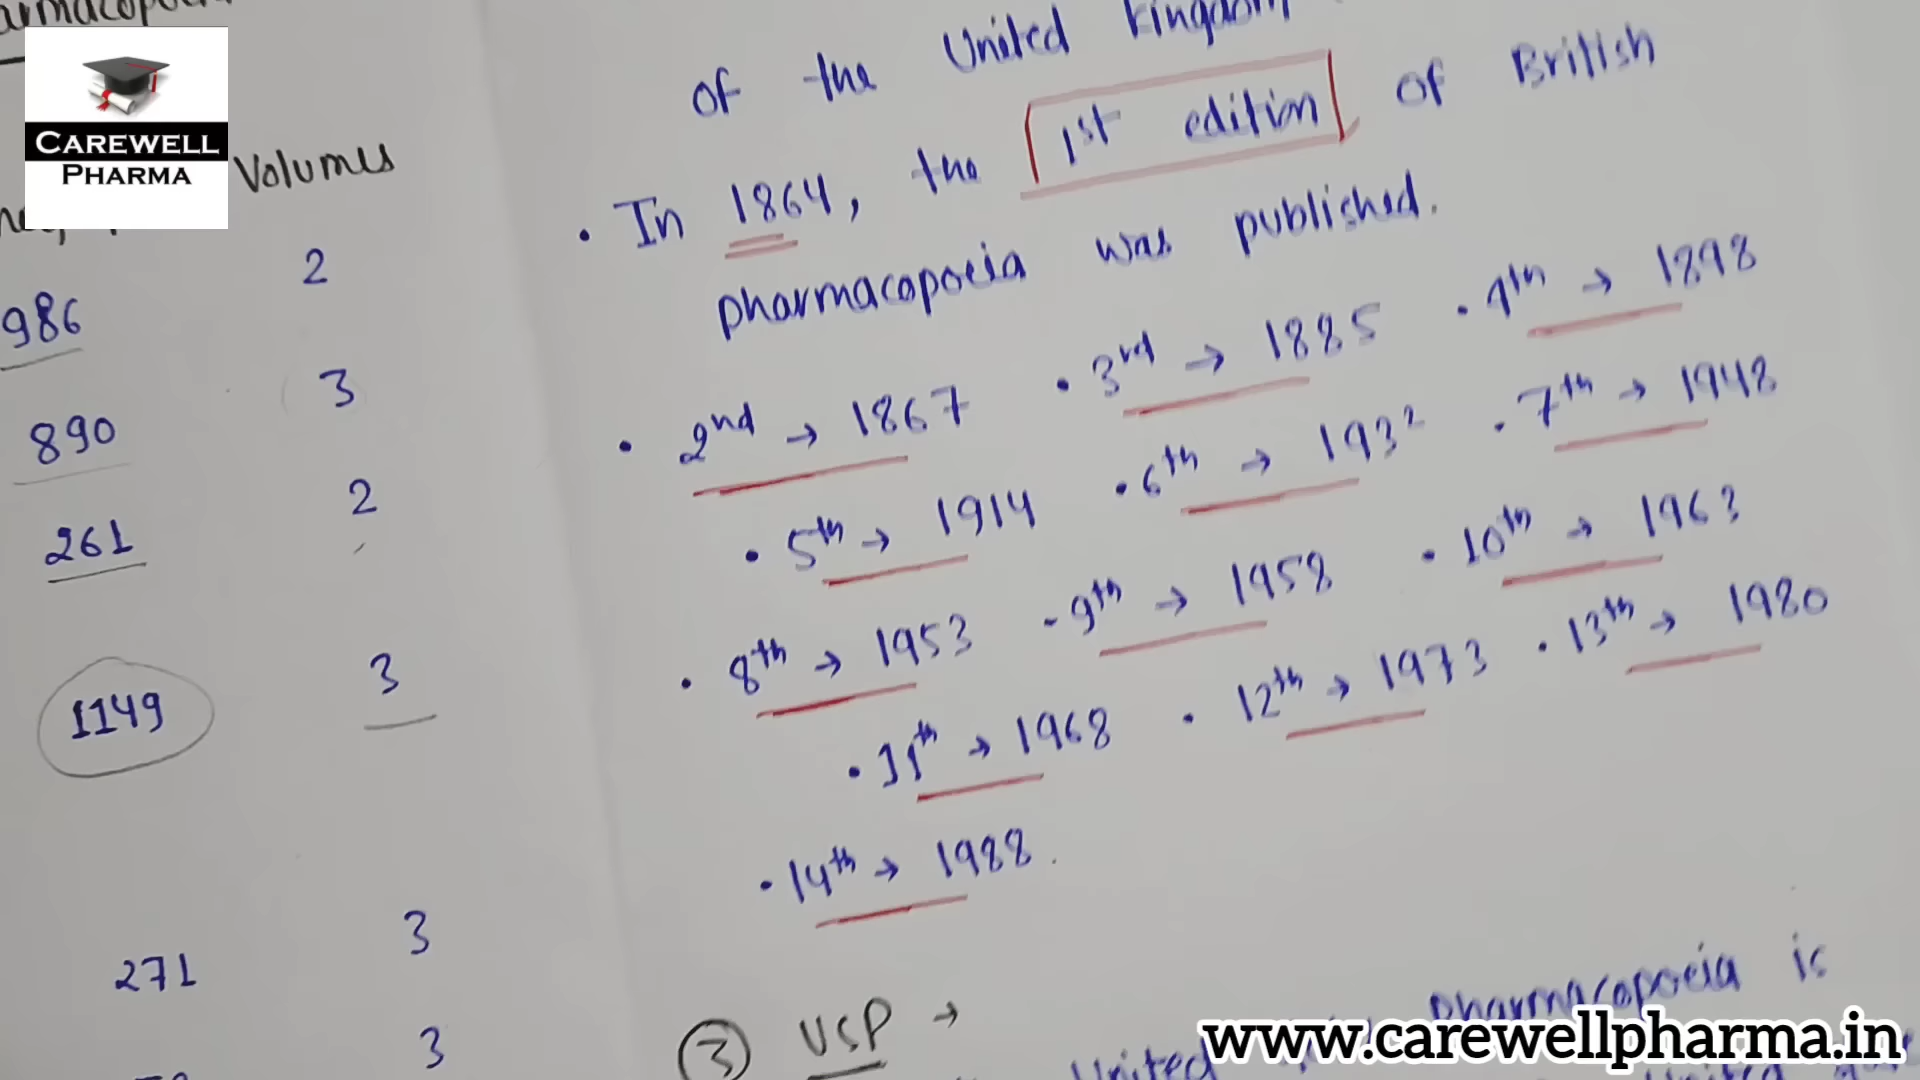 CAREWELL
PHARMA
Volumes
986 2
890 3
261 2
1149 3
271 3
3
of the United Kingdom
• In 1864, the 1st edition of British
pharmacopoeia was published.
• 2nd → 1867 • 3rd → 1885 • 4th → 1898
• 5th → 1914 • 6th → 1932 • 7th → 1948
• 8th → 1953 • 9th → 1958 • 10th → 1963
• 11th → 1968 • 12th → 1973 • 13th → 1980
• 14th → 1988.
③ USP →
pharmacopoeia is
United
www.carewellpharma.in